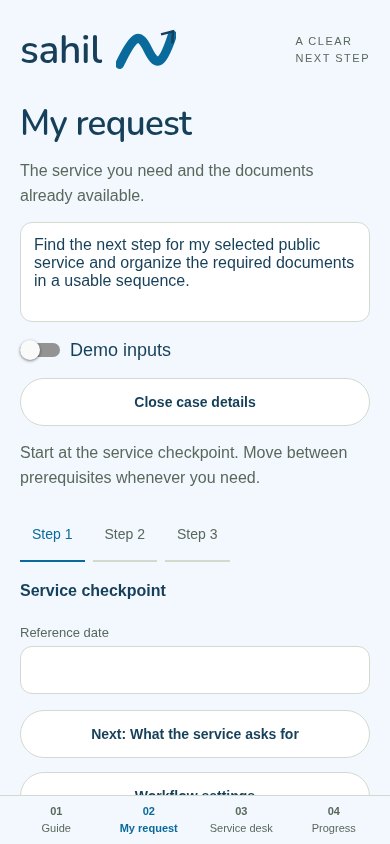 sahil
A CLEAR
NEXT STEP
My request
The service you need and the documents
already available.
Find the next step for my selected public
service and organize the required documents
in a usable sequence.
Demo inputs
Close case details
Start at the service checkpoint. Move between
prerequisites whenever you need.
Step 1 Step 2 Step 3
Service checkpoint
Reference date
Next: What the service asks for
Workflow settings
01 02 03 04
Guide My request Service desk Progress